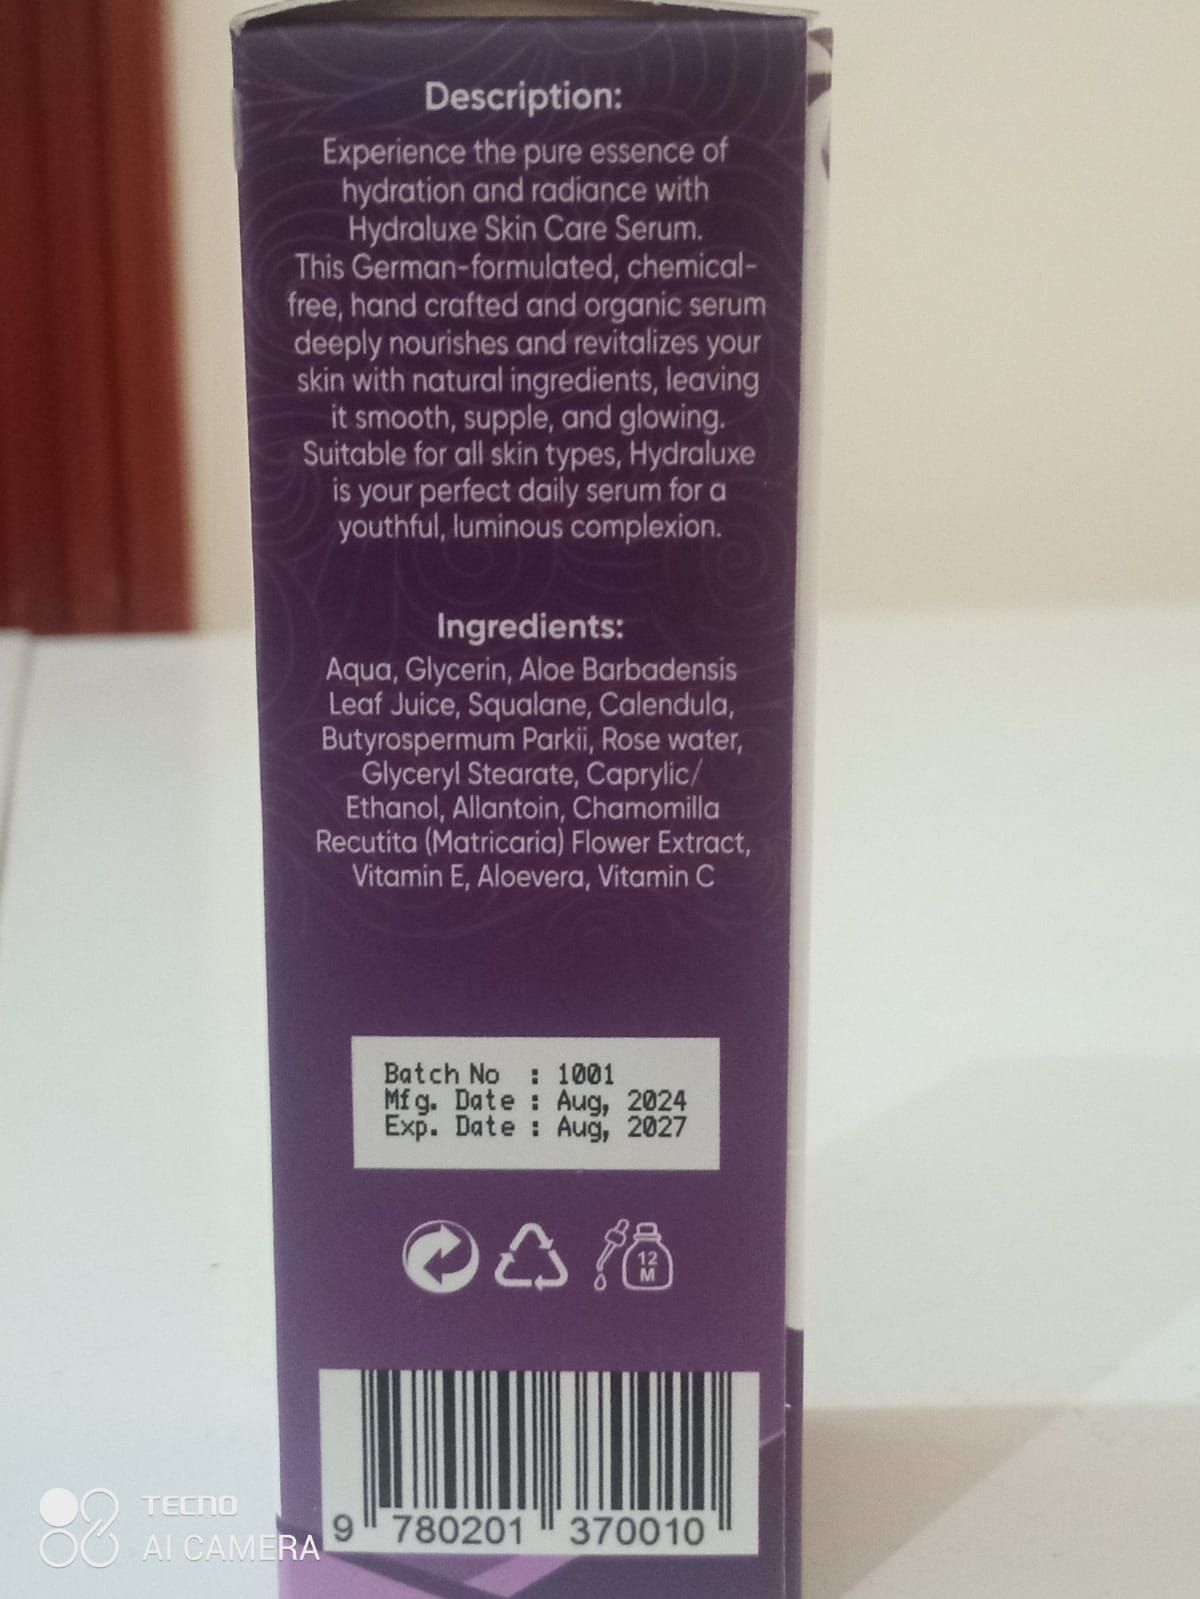 Description:
Experience the pure essence of
hydration and radiance with
Hydraluxe Skin Care Serum.
This German-formulated, chemical-
free, hand crafted and organic serum
deeply nourishes and revitalizes your
skin with natural ingredients, leaving
it smooth, supple, and glowing.
Suitable for all skin types, Hydraluxe
is your perfect daily serum for a
youthful, luminous complexion.
Ingredients:
Aqua, Glycerin, Aloe Barbadensis
Leaf Juice, Squalane, Calendula,
Butyrospermum Parkii, Rose water,
Glyceryl Stearate, Caprylic/
Ethanol, Allantoin, Chamomilla
Recutita (Matricaria) Flower Extract,
Vitamin E, Aloevera, Vitamin C
Batch No : 1001
Mfg. Date : Aug, 2024
Exp. Date : Aug, 2027
12
M
9 780201 370010
TECNO
AI CAMERA